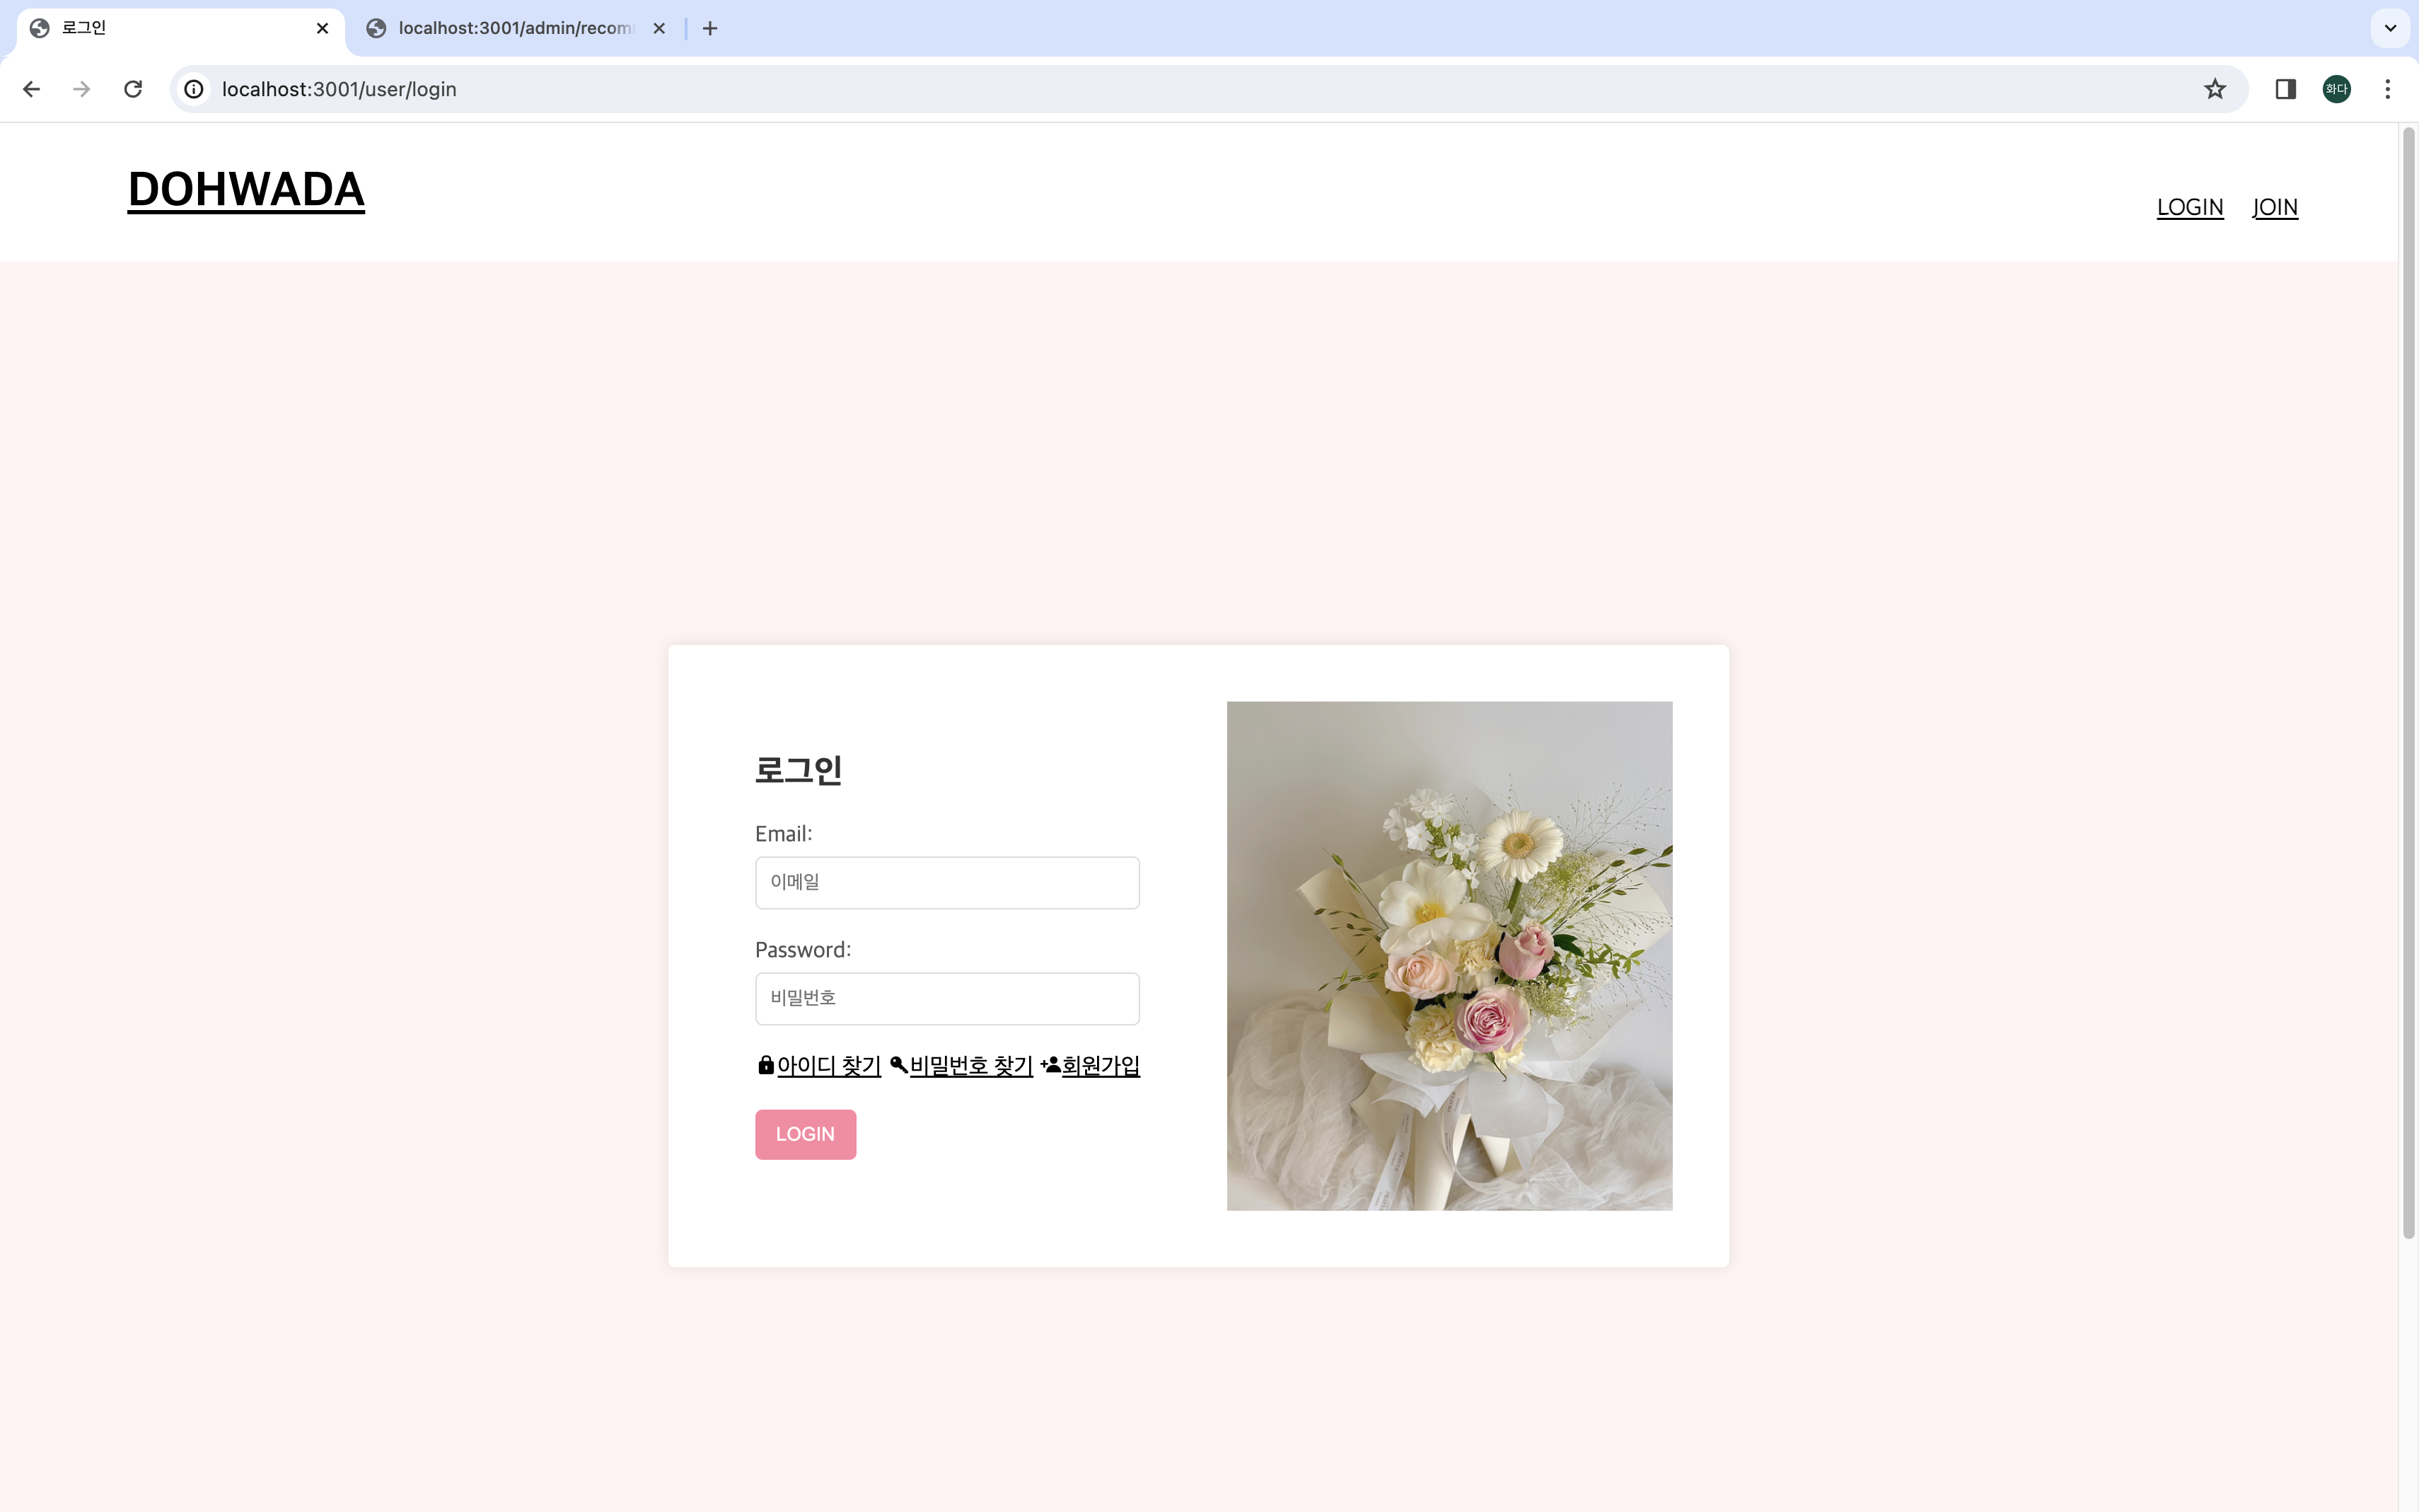 로그인
localhost:3001/admin/recom
localhost:3001/user/login
화다
DOHWADA
LOGIN JOIN
로그인
Email:
이메일
Password:
비밀번호
아이디 찾기 비밀번호 찾기 회원가입
LOGIN